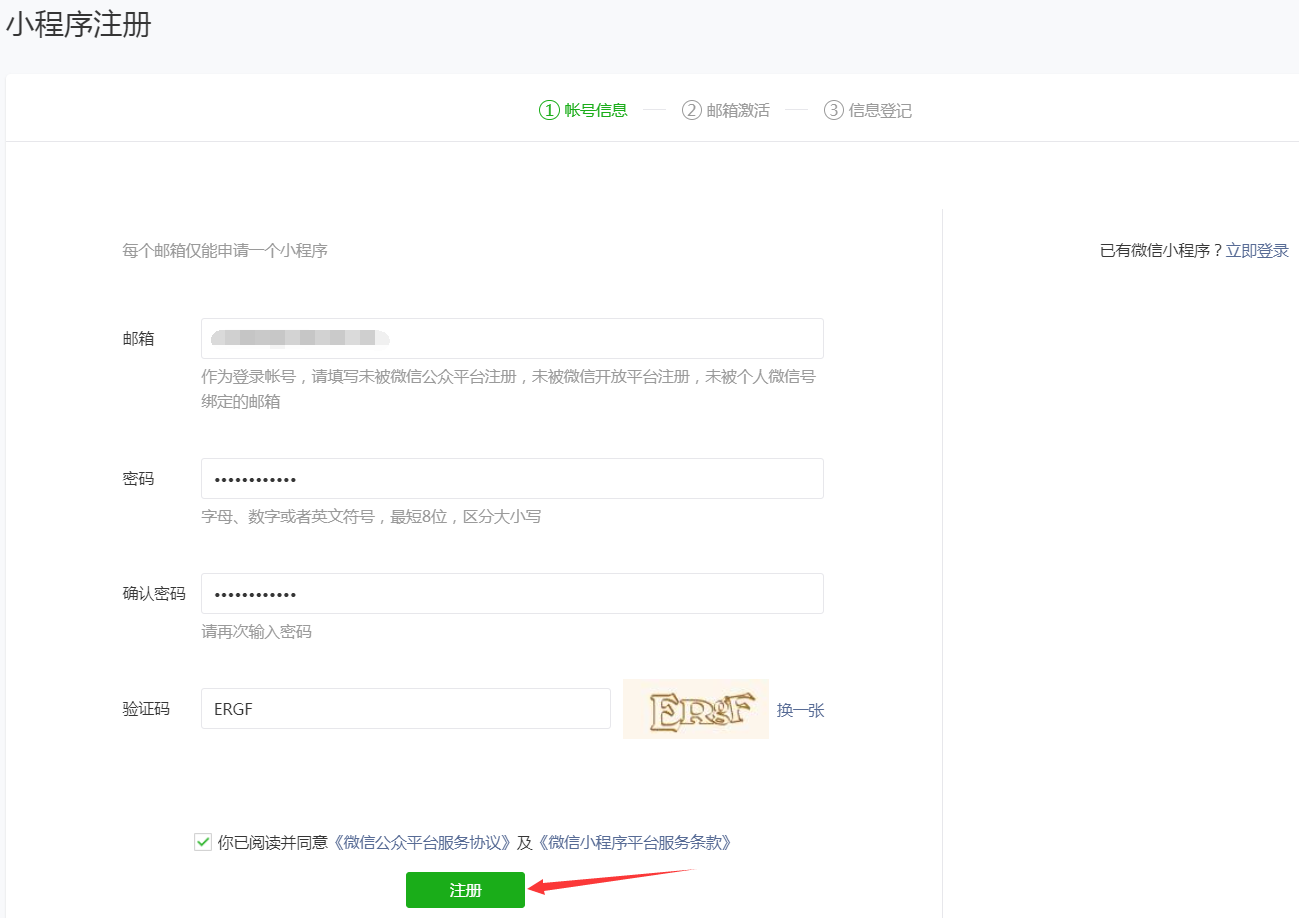 小程序注册
① 帐号信息 ② 邮箱激活 ③ 信息登记
每个邮箱仅能申请一个小程序
已有微信小程序？立即登录
邮箱
作为登录帐号，请填写未被微信公众平台注册，未被微信开放平台注册，未被个人微信号
绑定的邮箱
密码 ••••••••••••
字母、数字或者英文符号，最短8位，区分大小写
确认密码 ••••••••••••
请再次输入密码
验证码 ERGF ERgF 换一张
你已阅读并同意《微信公众平台服务协议》及《微信小程序平台服务条款》
注册